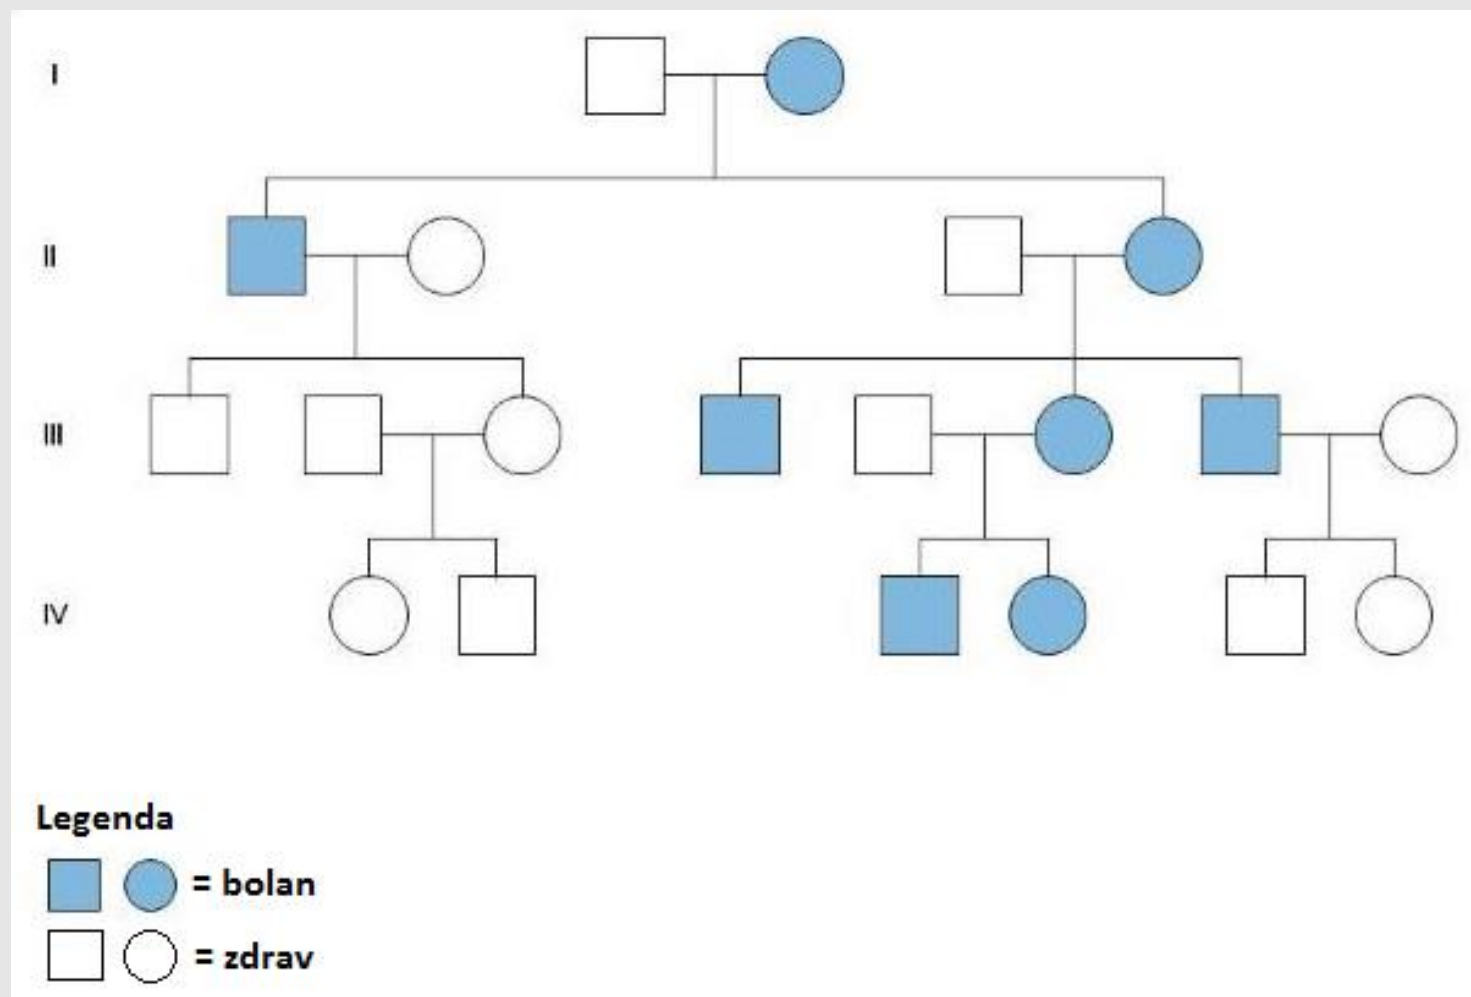 I
II
III
IV
Legenda
= bolan
= zdrav